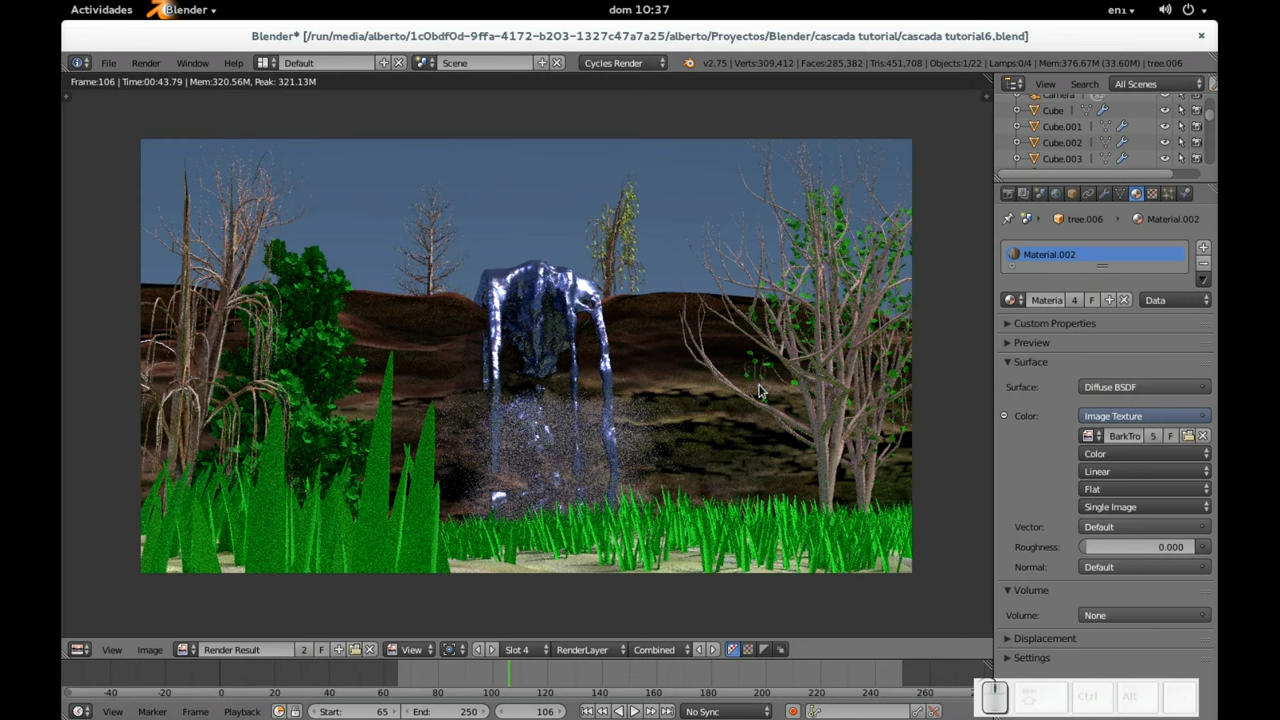 Actividades Blender dom 10:37 en1
Blender* [/run/media/alberto/1c0bdf0d-9ffa-4172-b203-1327c47a7a25/alberto/Proyectos/Blender/cascada tutorial/cascada tutorial6.blend]
File Render Window Help Default Scene Cycles Render v2.75 | Verts:309,412 | Faces:285,382 | Tris:451,708 | Objects:1/22 | Lamps:0/4 | Mem:376.67M (33.60M) | tree.006
Frame:106 | Time:00:43.79 | Mem:320.56M, Peak: 321.13M
View Search All Scenes
Camera
Cube
Cube.001
Cube.002
Cube.003
tree.006 Material.002
Material.002
Materia 4 F Data
Custom Properties
Preview
Surface
Surface: Diffuse BSDF
Color: Image Texture
BarkTro 5 F
Color
Linear
Flat
Single Image
Vector: Default
Roughness: 0.000
Normal: Default
Volume
Volume: None
Displacement
Settings
View Image Render Result 2 F View Slot 4 RenderLayer Combined
-40 -20 0 20 40 60 80 100 120 140 160 180 200 220 240 260
View Marker Frame Playback Start: 65 End: 250 106 No Sync
Ctrl Alt